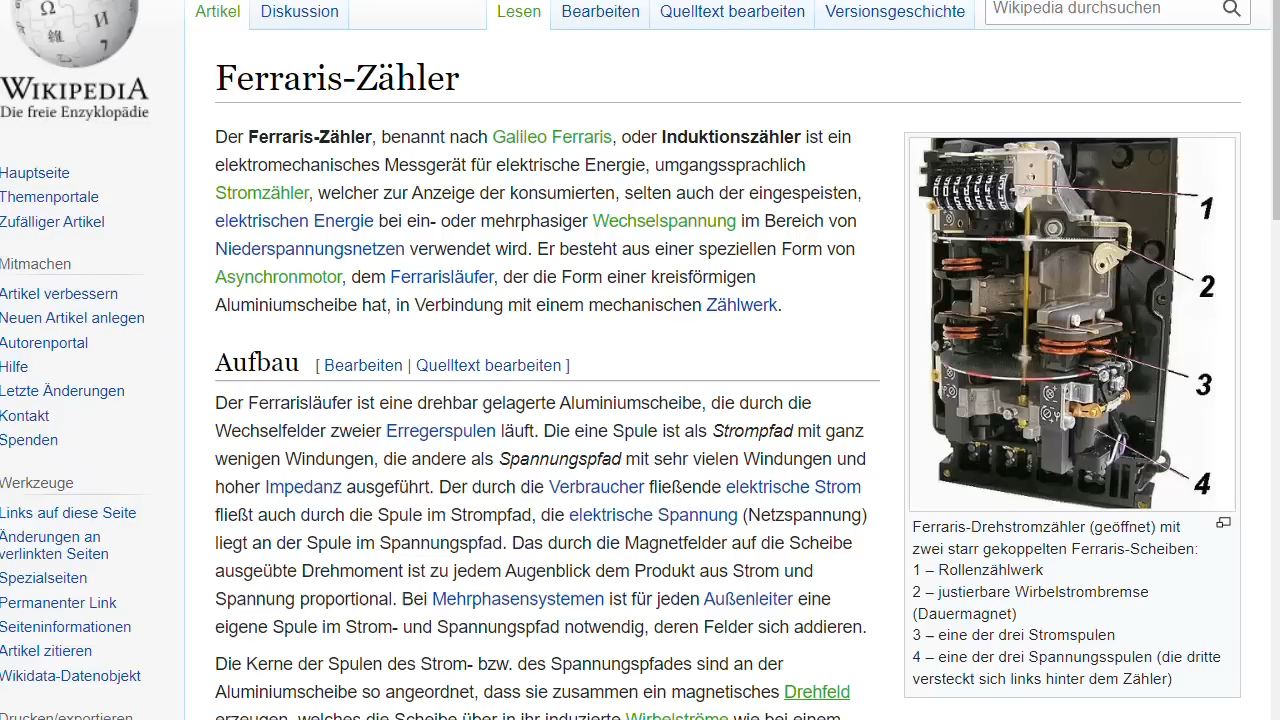 Artikel Diskussion Lesen Bearbeiten Quelltext bearbeiten Versionsgeschichte Wikipedia durchsuchen
WIKIPEDIA
Die freie Enzyklopädie
Hauptseite
Themenportale
Zufälliger Artikel
Mitmachen
Artikel verbessern
Neuen Artikel anlegen
Autorenportal
Hilfe
Letzte Änderungen
Kontakt
Spenden
Werkzeuge
Links auf diese Seite
Änderungen an
verlinkten Seiten
Spezialseiten
Permanenter Link
Seiteninformationen
Artikel zitieren
Wikidata-Datenobjekt
Drucken/exportieren
Ferraris-Zähler
Der Ferraris-Zähler, benannt nach Galileo Ferraris, oder Induktionszähler ist ein
elektromechanisches Messgerät für elektrische Energie, umgangssprachlich
Stromzähler, welcher zur Anzeige der konsumierten, selten auch der eingespeisten,
elektrischen Energie bei ein- oder mehrphasiger Wechselspannung im Bereich von
Niederspannungsnetzen verwendet wird. Er besteht aus einer speziellen Form von
Asynchronmotor, dem Ferrarisläufer, der die Form einer kreisförmigen
Aluminiumscheibe hat, in Verbindung mit einem mechanischen Zählwerk.
Aufbau [ Bearbeiten | Quelltext bearbeiten ]
Der Ferrarisläufer ist eine drehbar gelagerte Aluminiumscheibe, die durch die
Wechselfelder zweier Erregerspulen läuft. Die eine Spule ist als Strompfad mit ganz
wenigen Windungen, die andere als Spannungspfad mit sehr vielen Windungen und
hoher Impedanz ausgeführt. Der durch die Verbraucher fließende elektrische Strom
fließt auch durch die Spule im Strompfad, die elektrische Spannung (Netzspannung)
liegt an der Spule im Spannungspfad. Das durch die Magnetfelder auf die Scheibe
ausgeübte Drehmoment ist zu jedem Augenblick dem Produkt aus Strom und
Spannung proportional. Bei Mehrphasensystemen ist für jeden Außenleiter eine
eigene Spule im Strom- und Spannungspfad notwendig, deren Felder sich addieren.
Die Kerne der Spulen des Strom- bzw. des Spannungspfades sind an der
Aluminiumscheibe so angeordnet, dass sie zusammen ein magnetisches Drehfeld
erzeugen, welches die Scheibe über in ihr induzierte Wirbelströme wie bei einem
1
2
3
4
Ferraris-Drehstromzähler (geöffnet) mit
zwei starr gekoppelten Ferraris-Scheiben:
1 – Rollenzählwerk
2 – justierbare Wirbelstrombremse
(Dauermagnet)
3 – eine der drei Stromspulen
4 – eine der drei Spannungsspulen (die dritte
versteckt sich links hinter dem Zähler)